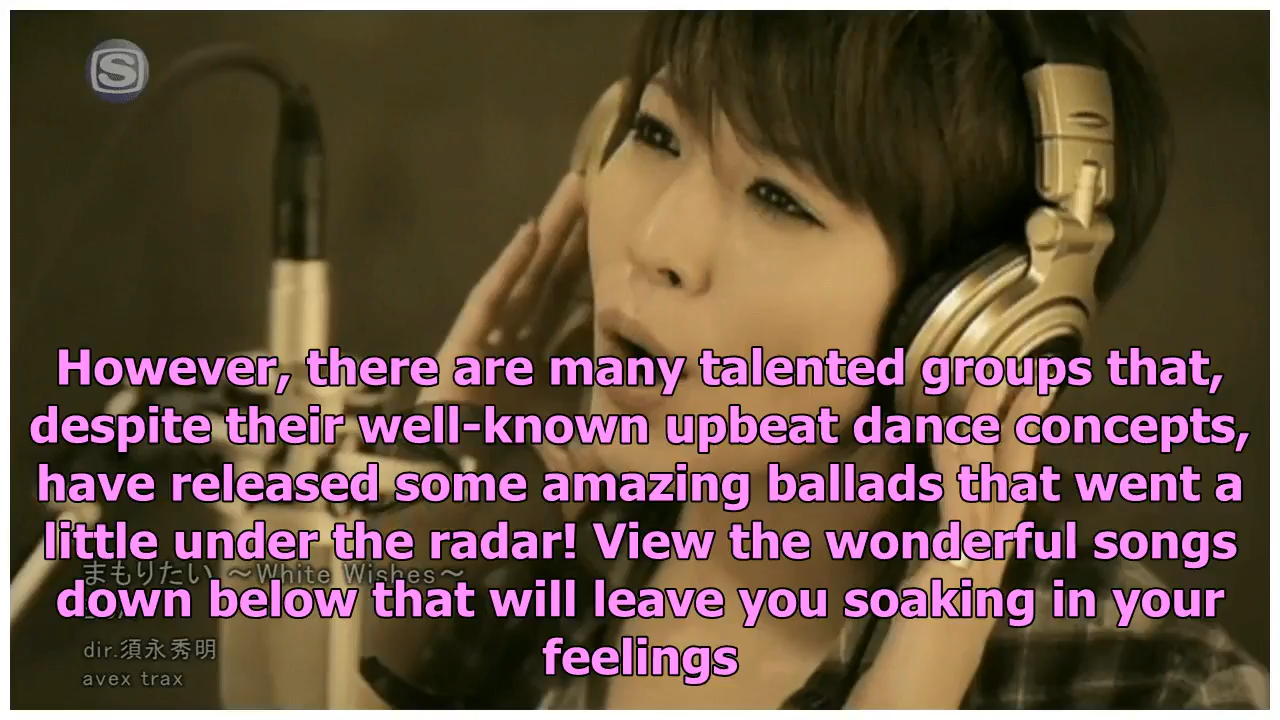 S
However, there are many talented groups that,
despite their well-known upbeat dance concepts,
have released some amazing ballads that went a
little under the radar! View the wonderful songs
まもりたい ～White Wishes～
down below that will leave you soaking in your
dir.須永秀明
feelings
avex trax